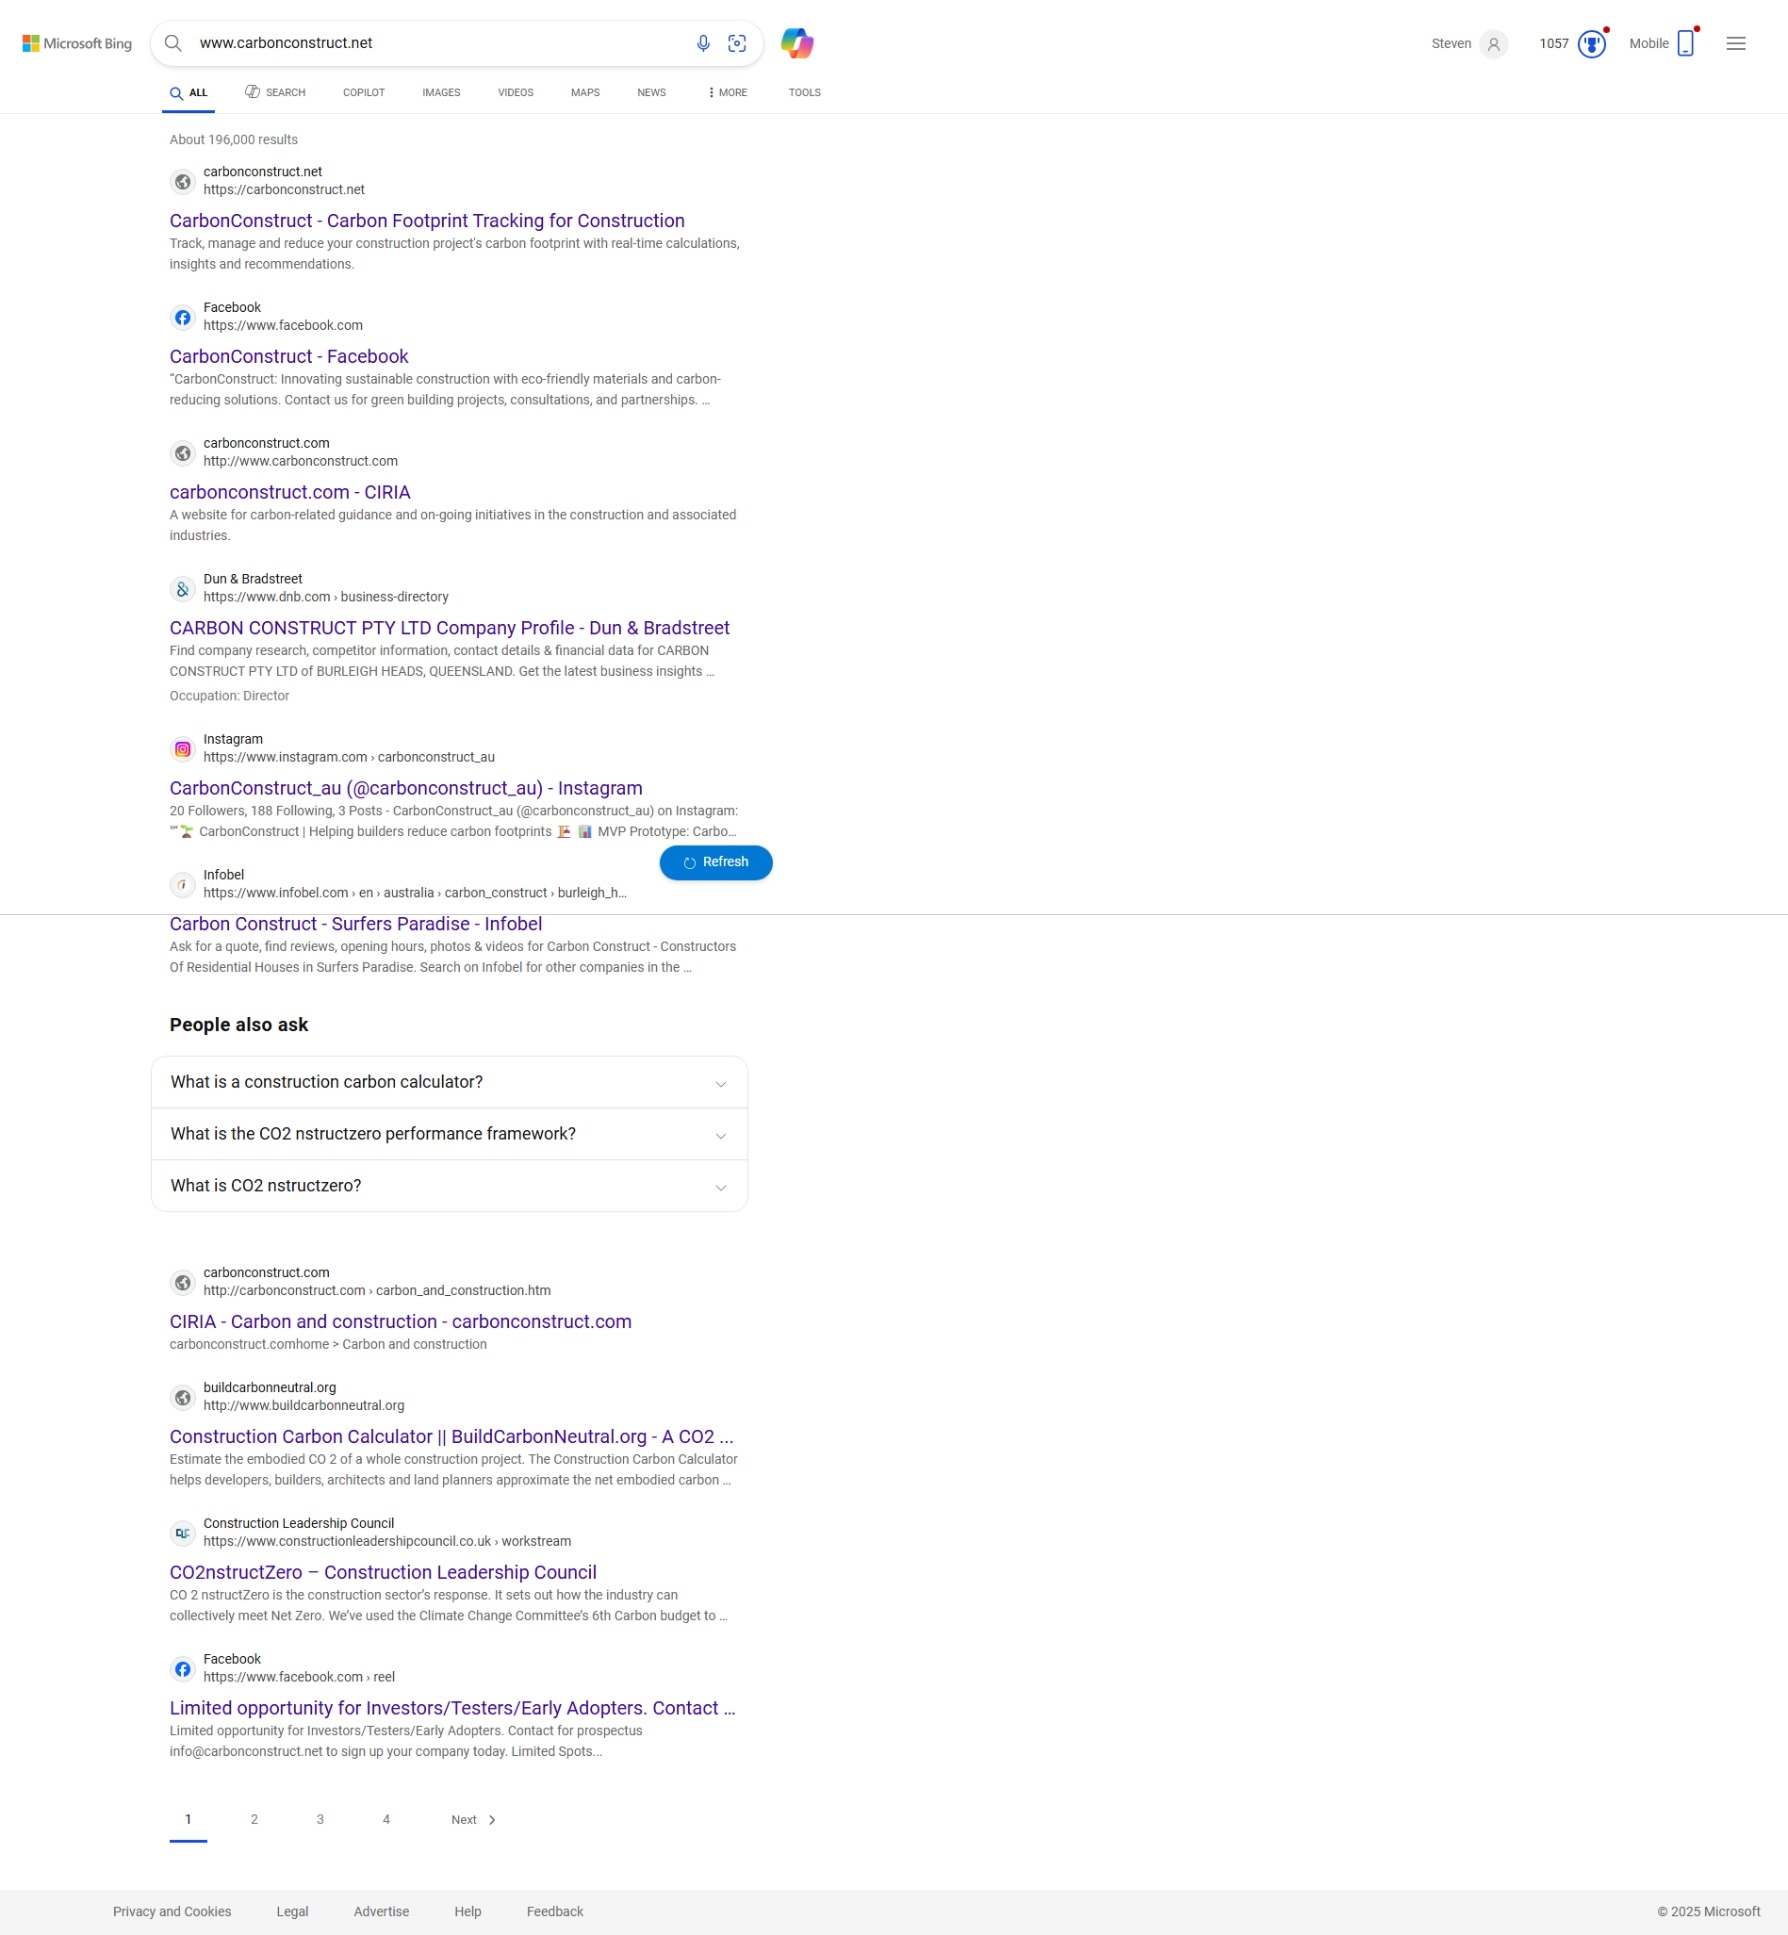 Microsoft Bing
www.carbonconstruct.net
Steven
1057
Mobile
ALL
SEARCH
COPILOT
IMAGES
VIDEOS
MAPS
NEWS
MORE
TOOLS
About 196,000 results
carbonconstruct.net
https://carbonconstruct.net
CarbonConstruct - Carbon Footprint Tracking for Construction
Track, manage and reduce your construction project's carbon footprint with real-time calculations,
insights and recommendations.
Facebook
https://www.facebook.com
CarbonConstruct - Facebook
“CarbonConstruct: Innovating sustainable construction with eco-friendly materials and carbon-
reducing solutions. Contact us for green building projects, consultations, and partnerships. …
carbonconstruct.com
http://www.carbonconstruct.com
carbonconstruct.com - CIRIA
A website for carbon-related guidance and on-going initiatives in the construction and associated
industries.
Dun & Bradstreet
https://www.dnb.com › business-directory
CARBON CONSTRUCT PTY LTD Company Profile - Dun & Bradstreet
Find company research, competitor information, contact details & financial data for CARBON
CONSTRUCT PTY LTD of BURLEIGH HEADS, QUEENSLAND. Get the latest business insights …
Occupation: Director
Instagram
https://www.instagram.com › carbonconstruct_au
CarbonConstruct_au (@carbonconstruct_au) - Instagram
20 Followers, 188 Following, 3 Posts - CarbonConstruct_au (@carbonconstruct_au) on Instagram:
"🌱 CarbonConstruct | Helping builders reduce carbon footprints 🏗️ 📊 MVP Prototype: Carbo…
Refresh
Infobel
https://www.infobel.com › en › australia › carbon_construct › burleigh_h…
Carbon Construct - Surfers Paradise - Infobel
Ask for a quote, find reviews, opening hours, photos & videos for Carbon Construct - Constructors
Of Residential Houses in Surfers Paradise. Search on Infobel for other companies in the …
People also ask
What is a construction carbon calculator?
What is the CO2 nstructzero performance framework?
What is CO2 nstructzero?
carbonconstruct.com
http://carbonconstruct.com › carbon_and_construction.htm
CIRIA - Carbon and construction - carbonconstruct.com
carbonconstruct.comhome > Carbon and construction
buildcarbonneutral.org
http://www.buildcarbonneutral.org
Construction Carbon Calculator || BuildCarbonNeutral.org - A CO2 ...
Estimate the embodied CO 2 of a whole construction project. The Construction Carbon Calculator
helps developers, builders, architects and land planners approximate the net embodied carbon …
Construction Leadership Council
https://www.constructionleadershipcouncil.co.uk › workstream
CO2nstructZero – Construction Leadership Council
CO 2 nstructZero is the construction sector’s response. It sets out how the industry can
collectively meet Net Zero. We’ve used the Climate Change Committee’s 6th Carbon budget to …
Facebook
https://www.facebook.com › reel
Limited opportunity for Investors/Testers/Early Adopters. Contact …
Limited opportunity for Investors/Testers/Early Adopters. Contact for prospectus
info@carbonconstruct.net to sign up your company today. Limited Spots...
1
2
3
4
Next
Privacy and Cookies
Legal
Advertise
Help
Feedback
© 2025 Microsoft